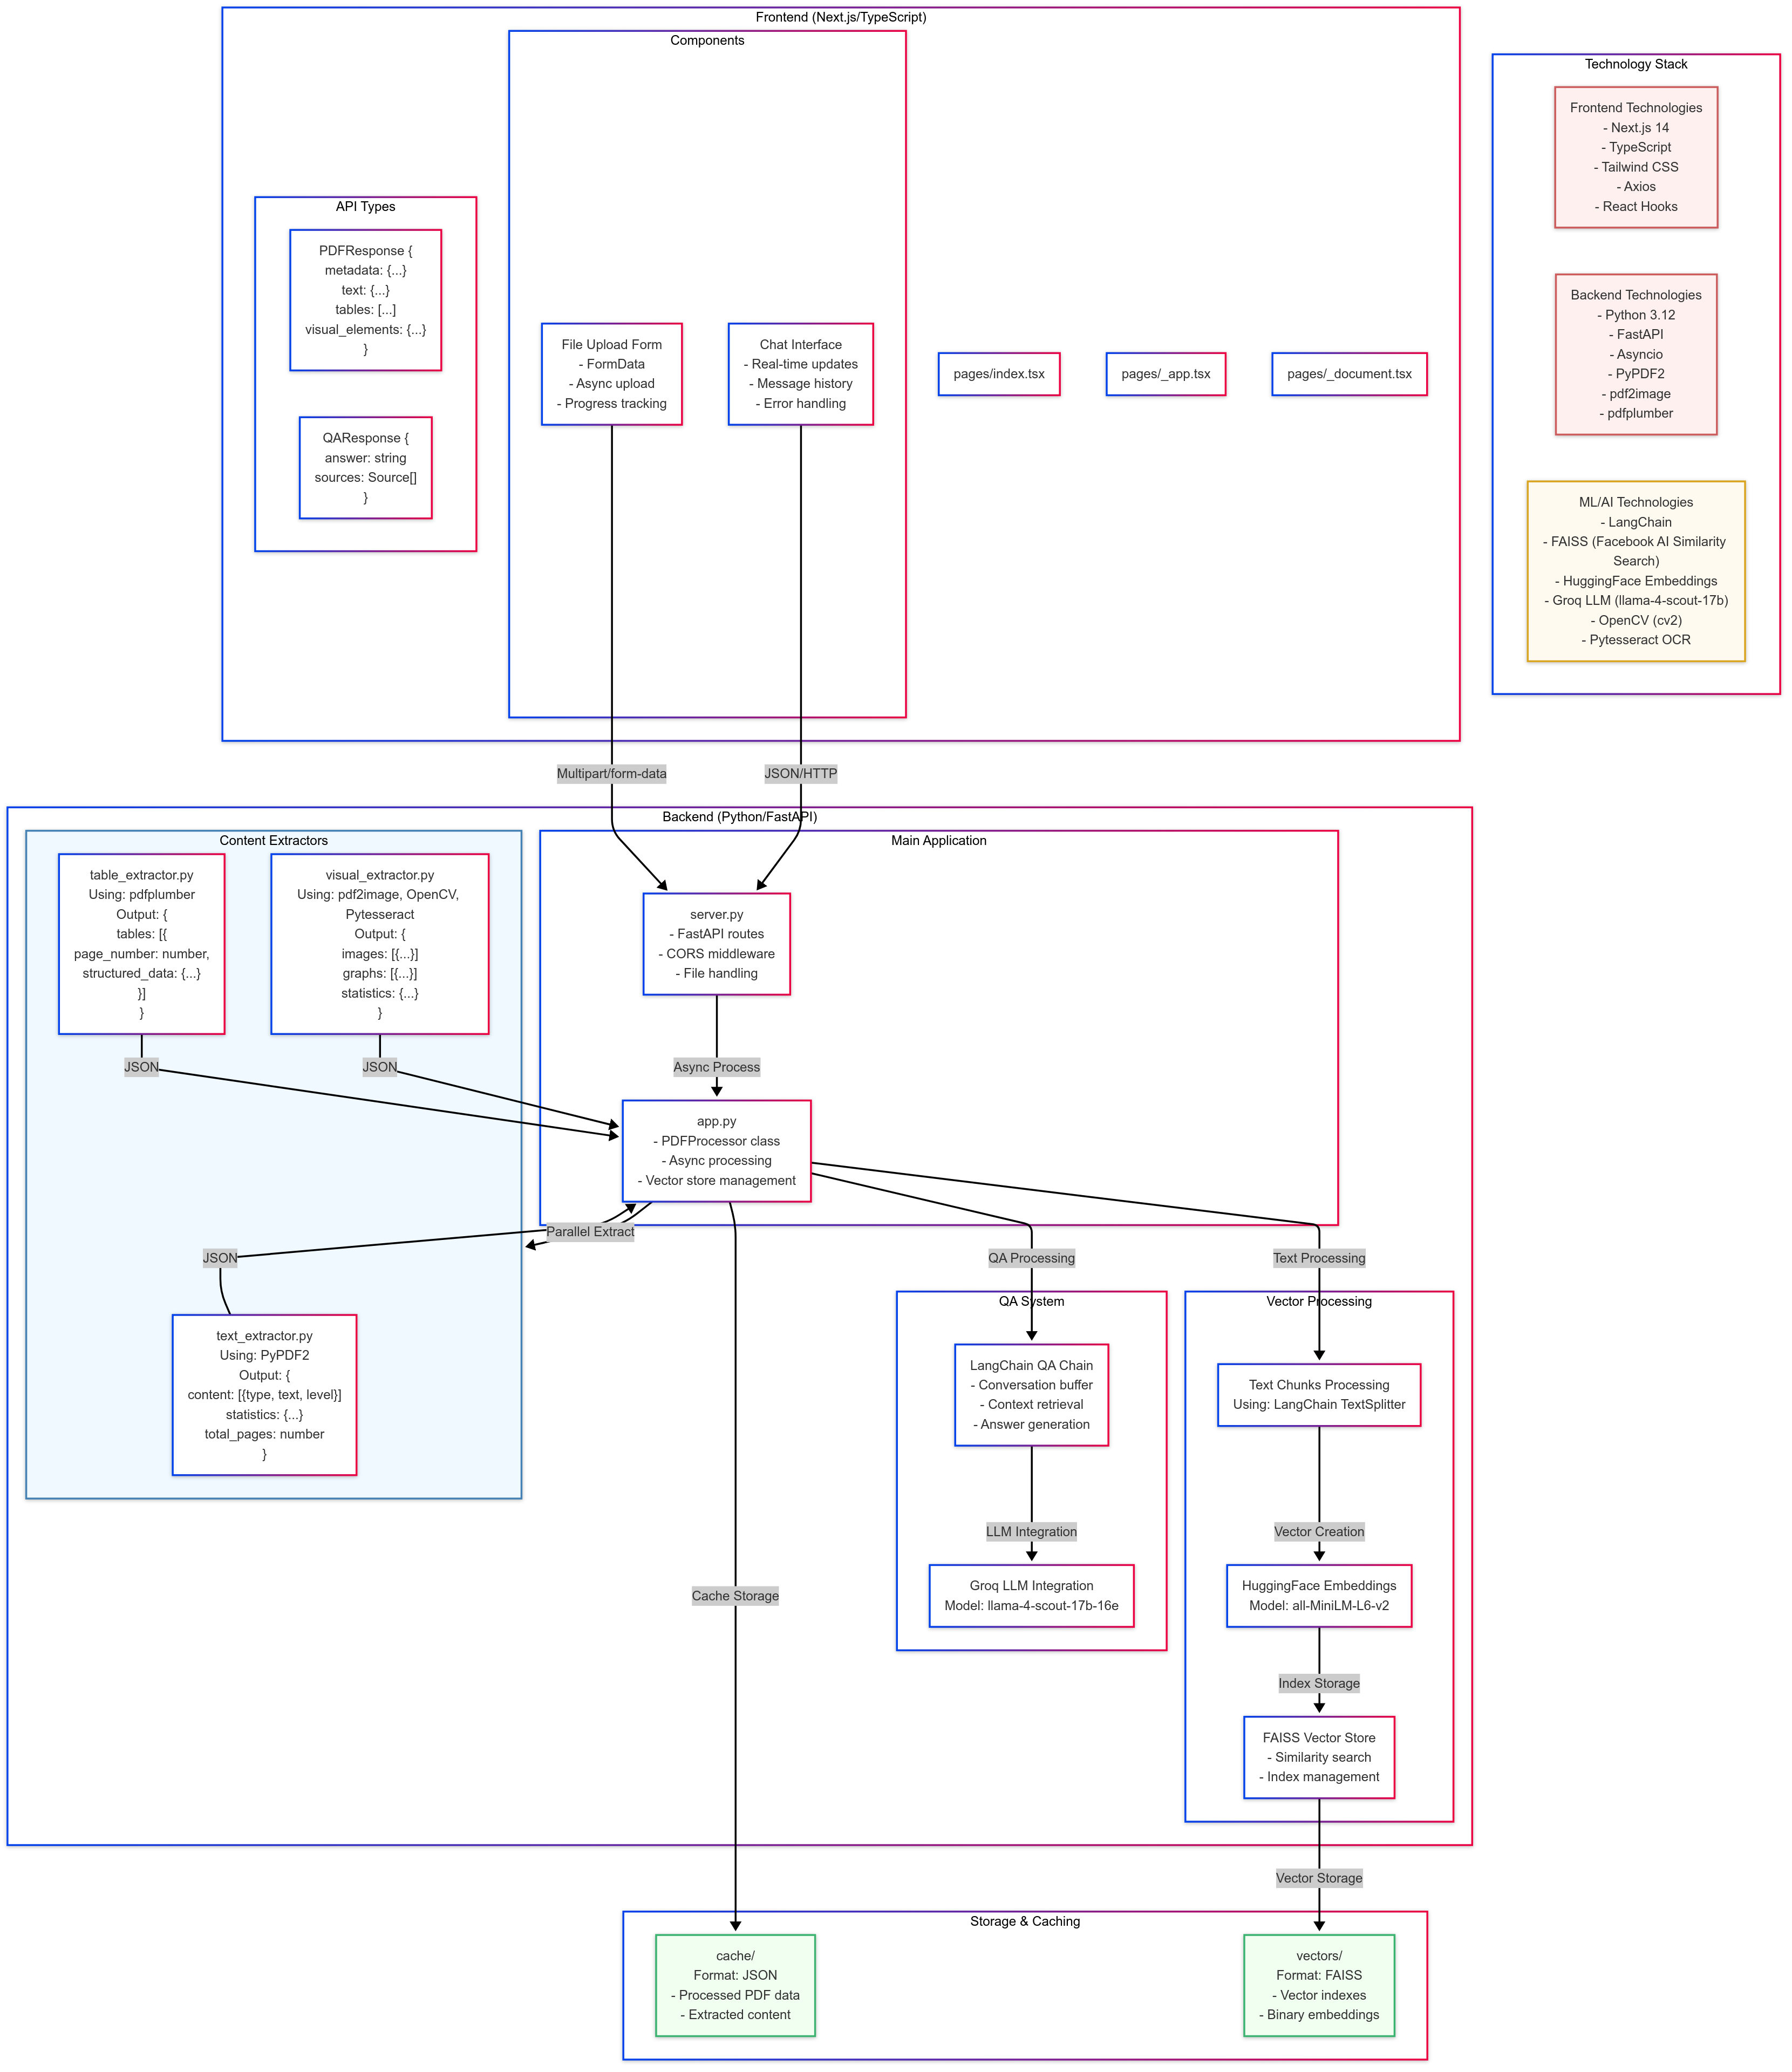 Frontend (Next.js/TypeScript)
Components
API Types
PDFResponse {
metadata: {...}
text: {...}
tables: [...]
visual_elements: {...}
}
QAResponse {
answer: string
sources: Source[]
}
File Upload Form
- FormData
- Async upload
- Progress tracking
Chat Interface
- Real-time updates
- Message history
- Error handling
pages/index.tsx
pages/_app.tsx
pages/_document.tsx
Technology Stack
Frontend Technologies
- Next.js 14
- TypeScript
- Tailwind CSS
- Axios
- React Hooks
Backend Technologies
- Python 3.12
- FastAPI
- Asyncio
- PyPDF2
- pdf2image
- pdfplumber
ML/AI Technologies
- LangChain
- FAISS (Facebook AI Similarity
Search)
- HuggingFace Embeddings
- Groq LLM (llama-4-scout-17b)
- OpenCV (cv2)
- Pytesseract OCR
Multipart/form-data
JSON/HTTP
Backend (Python/FastAPI)
Content Extractors
table_extractor.py
Using: pdfplumber
Output: {
tables: [{
page_number: number,
structured_data: {...}
}]
}
visual_extractor.py
Using: pdf2image, OpenCV,
Pytesseract
Output: {
images: [{...}]
graphs: [{...}]
statistics: {...}
}
JSON
JSON
JSON
text_extractor.py
Using: PyPDF2
Output: {
content: [{type, text, level}]
statistics: {...}
total_pages: number
}
Main Application
server.py
- FastAPI routes
- CORS middleware
- File handling
Async Process
app.py
- PDFProcessor class
- Async processing
- Vector store management
Parallel Extract
QA Processing
Text Processing
QA System
LangChain QA Chain
- Conversation buffer
- Context retrieval
- Answer generation
LLM Integration
Groq LLM Integration
Model: llama-4-scout-17b-16e
Vector Processing
Text Chunks Processing
Using: LangChain TextSplitter
Vector Creation
HuggingFace Embeddings
Model: all-MiniLM-L6-v2
Index Storage
FAISS Vector Store
- Similarity search
- Index management
Cache Storage
Vector Storage
Storage & Caching
cache/
Format: JSON
- Processed PDF data
- Extracted content
vectors/
Format: FAISS
- Vector indexes
- Binary embeddings